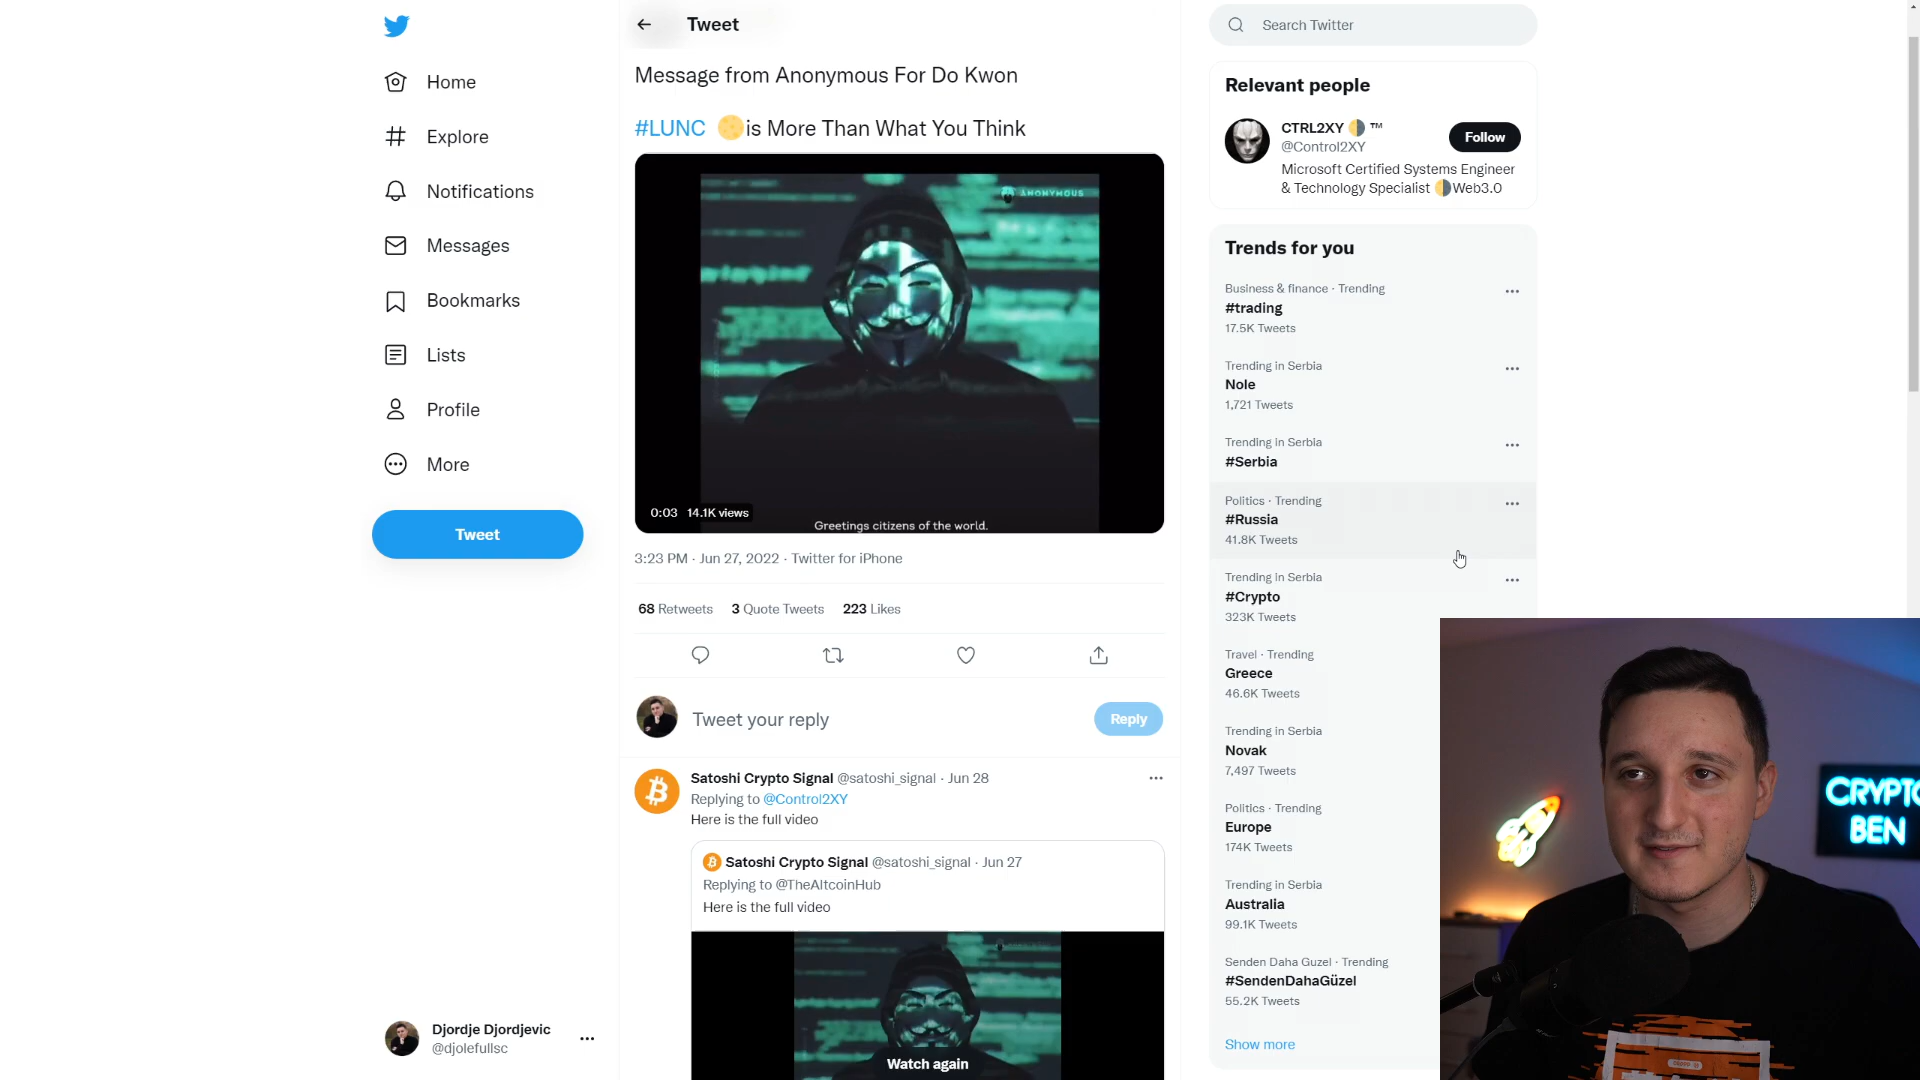 Home
Explore
Notifications
Messages
Bookmarks
Lists
Profile
More
Tweet
Djordje Djordjevic
@djolefullsc
Tweet
Message from Anonymous For Do Kwon
#LUNC 🌕is More Than What You Think
ANONYMOUS
0:03 14.1K views
Greetings citizens of the world.
3:23 PM · Jun 27, 2022 · Twitter for iPhone
68 Retweets 3 Quote Tweets 223 Likes
Tweet your reply
Reply
Satoshi Crypto Signal @satoshi_signal · Jun 28
Replying to @Control2XY
Here is the full video
Satoshi Crypto Signal @satoshi_signal · Jun 27
Replying to @TheAltcoinHub
Here is the full video
Watch again
Search Twitter
Relevant people
CTRL2XY 🌗 ™
@Control2XY
Follow
Microsoft Certified Systems Engineer
& Technology Specialist 🌗Web3.0
Trends for you
Business & finance · Trending
#trading
17.5K Tweets
Trending in Serbia
Nole
1,721 Tweets
Trending in Serbia
#Serbia
Politics · Trending
#Russia
41.8K Tweets
Trending in Serbia
#Crypto
323K Tweets
Travel · Trending
Greece
46.6K Tweets
Trending in Serbia
Novak
7,497 Tweets
Politics · Trending
Europe
174K Tweets
Trending in Serbia
Australia
99.1K Tweets
Senden Daha Guzel · Trending
#SendenDahaGüzel
55.2K Tweets
Show more
CRYPTO
BEN